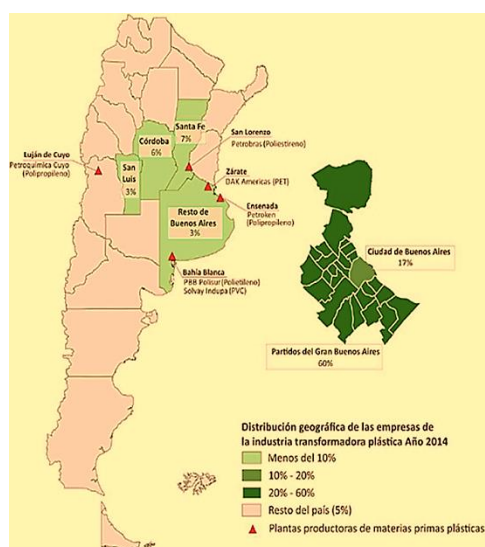 Santa Fe
7%
Córdoba
6%
San Lorenzo
Petrobras (Poliestireno)
Luján de Cuyo
Petroquímica Cuyo
(Polipropileno)
San
Luis
3%
Zárate
DAK Americas (PET)
Ensenada
Petroken
(Polipropileno)
Resto de
Buenos Aires
3%
Ciudad de Buenos Aires
17%
Bahía Blanca
PBB Polisur (Polietileno)
Solvay Indupa (PVC)
Partidos del Gran Buenos Aires
60%
Distribución geográfica de las empresas de
la industria transformadora plástica Año 2014
Menos del 10%
10% - 20%
20% - 60%
Resto del país (5%)
Plantas productoras de materias primas plásticas